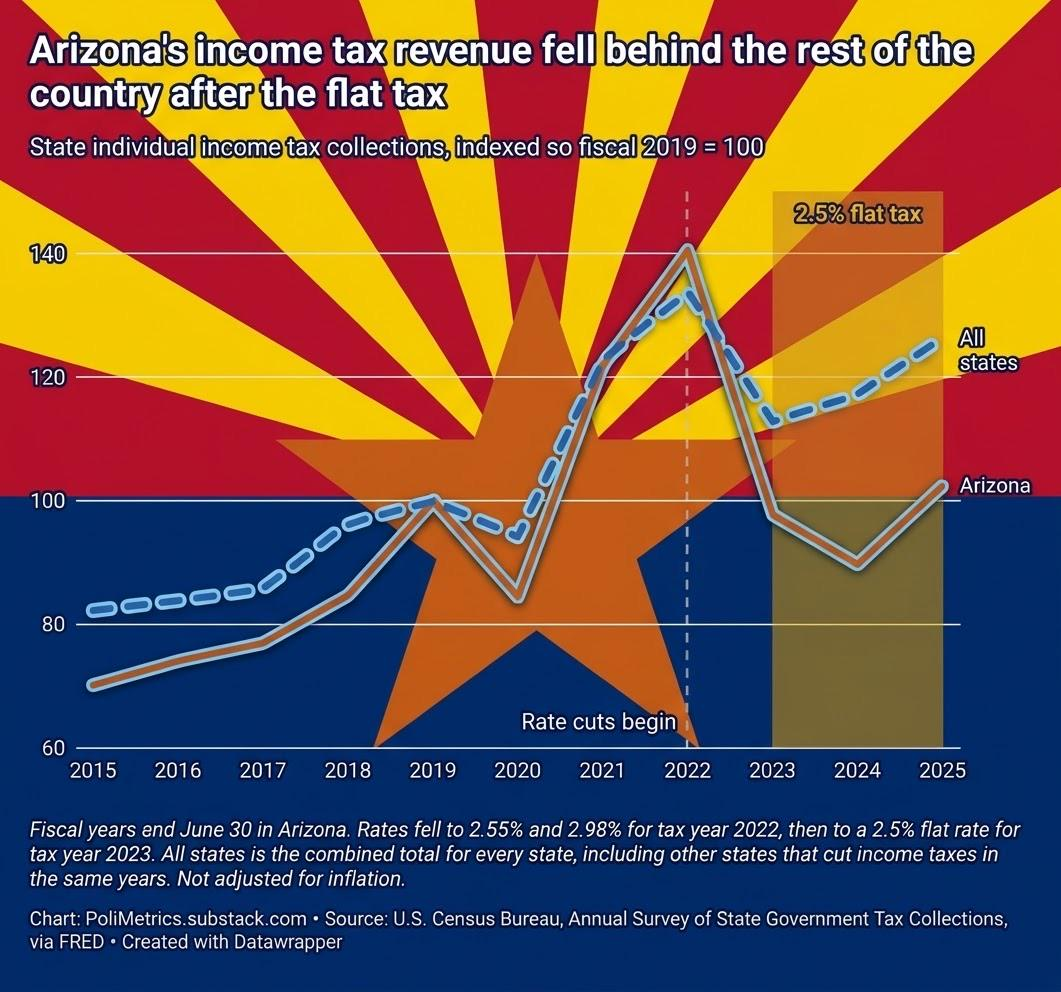 Arizona's income tax revenue fell behind the rest of the
country after the flat tax
State individual income tax collections, indexed so fiscal 2019 = 100
2.5% flat tax
140
120
100
80
60
All
states
Arizona
Rate cuts begin
2015 2016 2017 2018 2019 2020 2021 2022 2023 2024 2025
Fiscal years end June 30 in Arizona. Rates fell to 2.55% and 2.98% for tax year 2022, then to a 2.5% flat rate for
tax year 2023. All states is the combined total for every state, including other states that cut income taxes in
the same years. Not adjusted for inflation.
Chart: PoliMetrics.substack.com • Source: U.S. Census Bureau, Annual Survey of State Government Tax Collections,
via FRED • Created with Datawrapper